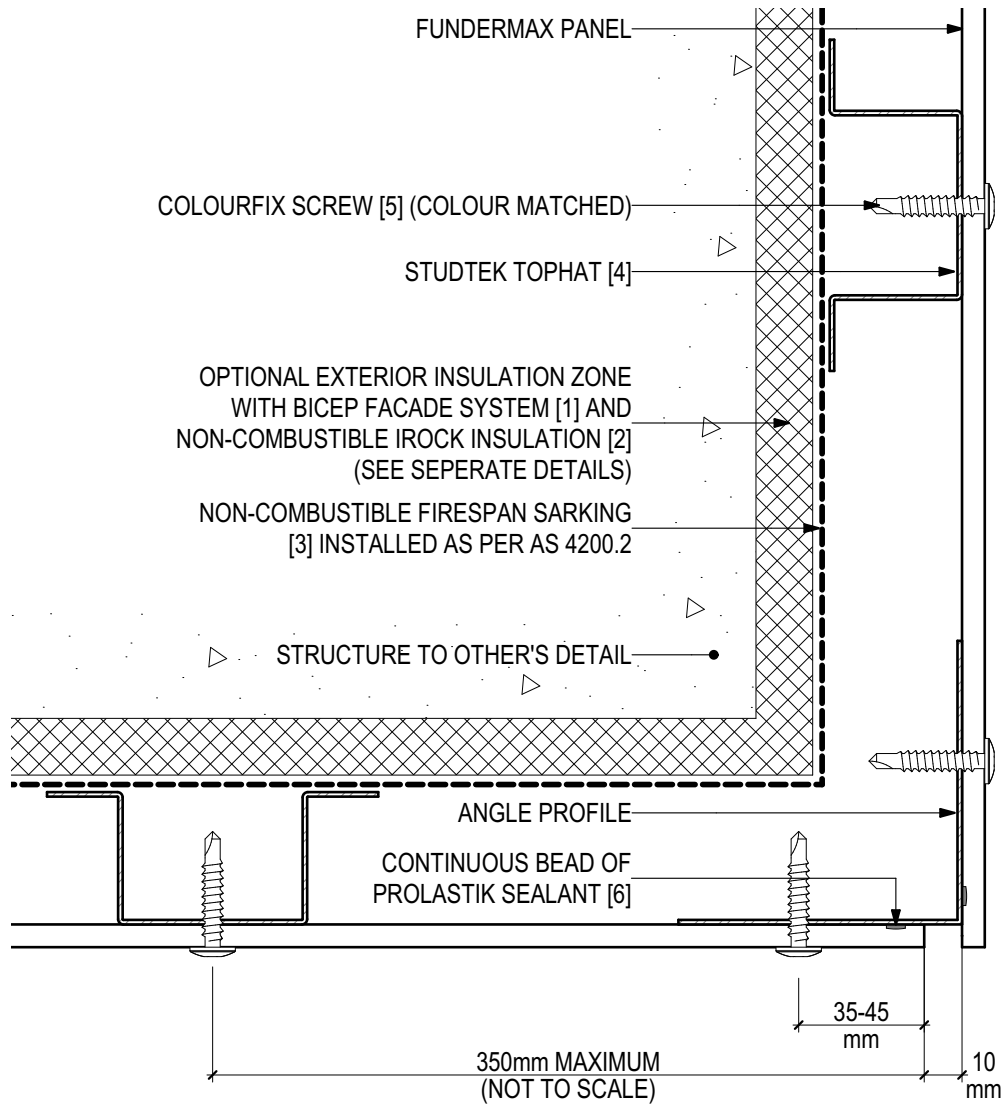 FUNDERMAX PANEL
COLOURFIX SCREW [5] (COLOUR MATCHED)
STUDTEK TOPHAT [4]
OPTIONAL EXTERIOR INSULATION ZONE
WITH BICEP FACADE SYSTEM [1] AND
NON-COMBUSTIBLE IROCK INSULATION [2]
(SEE SEPERATE DETAILS)
NON-COMBUSTIBLE FIRESPAN SARKING
[3] INSTALLED AS PER AS 4200.2
STRUCTURE TO OTHER'S DETAIL
ANGLE PROFILE
CONTINUOUS BEAD OF
PROLASTIK SEALANT [6]
35-45
mm
350mm MAXIMUM
(NOT TO SCALE)
10
mm